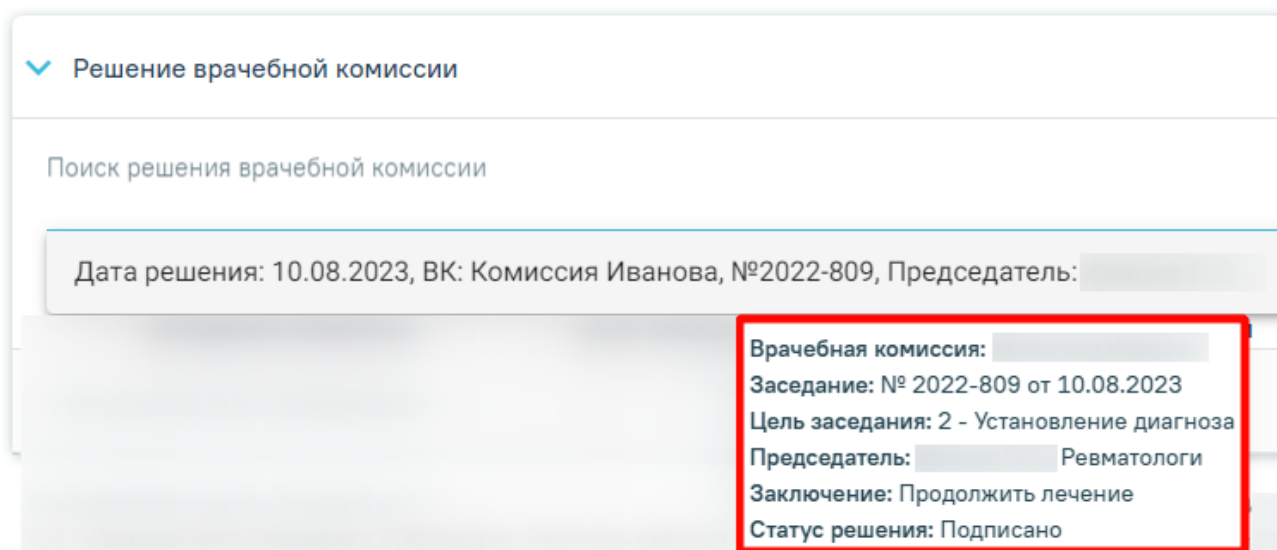 Решение врачебной комиссии
Поиск решения врачебной комиссии
Дата решения: 10.08.2023, ВК: Комиссия Иванова, №2022-809, Председатель:
Врачебная комиссия:
Заседание: № 2022-809 от 10.08.2023
Цель заседания: 2 - Установление диагноза
Председатель: Ревматологи
Заключение: Продолжить лечение
Статус решения: Подписано